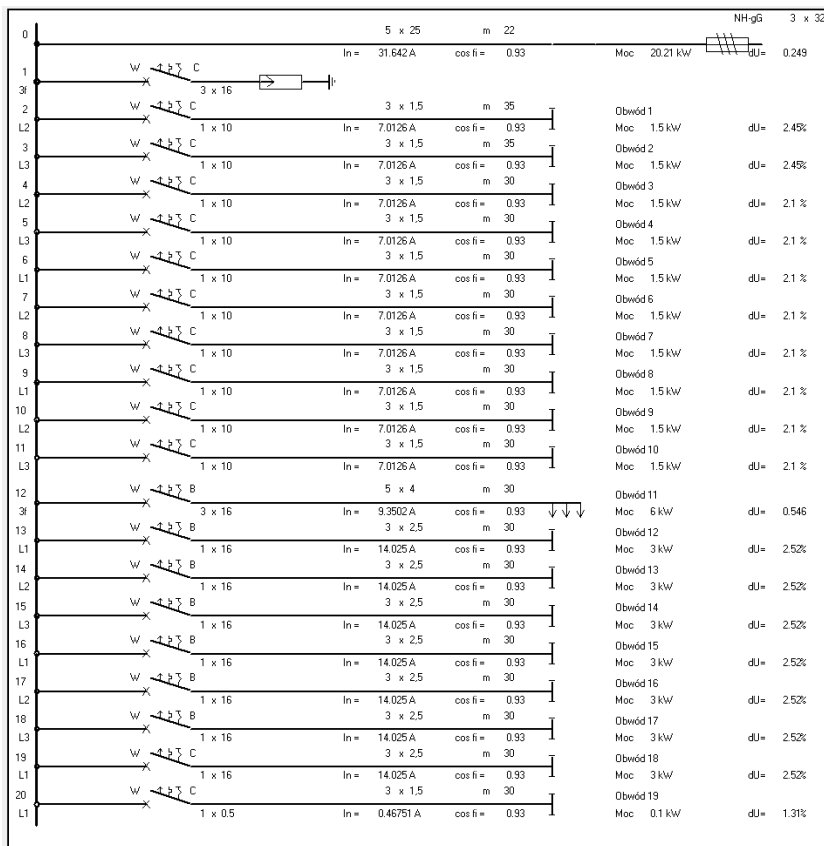 NH-gG 3 x 32
0 5 x 25 m 22
In = 31.642 A cos fi = 0.93 Moc 20.21 kW dU= 0.249
1 W C
3f 3 x 16
2 W C 3 x 1,5 m 35 Obwód 1
L2 1 x 10 In = 7.0126 A cos fi = 0.93 Moc 1.5 kW dU= 2.45%
3 W C 3 x 1,5 m 35 Obwód 2
L3 1 x 10 In = 7.0126 A cos fi = 0.93 Moc 1.5 kW dU= 2.45%
4 W C 3 x 1,5 m 30 Obwód 3
L2 1 x 10 In = 7.0126 A cos fi = 0.93 Moc 1.5 kW dU= 2.1 %
5 W C 3 x 1,5 m 30 Obwód 4
L3 1 x 10 In = 7.0126 A cos fi = 0.93 Moc 1.5 kW dU= 2.1 %
6 W C 3 x 1,5 m 30 Obwód 5
L1 1 x 10 In = 7.0126 A cos fi = 0.93 Moc 1.5 kW dU= 2.1 %
7 W C 3 x 1,5 m 30 Obwód 6
L2 1 x 10 In = 7.0126 A cos fi = 0.93 Moc 1.5 kW dU= 2.1 %
8 W C 3 x 1,5 m 30 Obwód 7
L3 1 x 10 In = 7.0126 A cos fi = 0.93 Moc 1.5 kW dU= 2.1 %
9 W C 3 x 1,5 m 30 Obwód 8
L1 1 x 10 In = 7.0126 A cos fi = 0.93 Moc 1.5 kW dU= 2.1 %
10 W C 3 x 1,5 m 30 Obwód 9
L2 1 x 10 In = 7.0126 A cos fi = 0.93 Moc 1.5 kW dU= 2.1 %
11 W C 3 x 1,5 m 30 Obwód 10
L3 1 x 10 In = 7.0126 A cos fi = 0.93 Moc 1.5 kW dU= 2.1 %
12 W B 5 x 4 m 30 Obwód 11
3f 3 x 16 In = 9.3502 A cos fi = 0.93 Moc 6 kW dU= 0.546
13 W B 3 x 2,5 m 30 Obwód 12
L1 1 x 16 In = 14.025 A cos fi = 0.93 Moc 3 kW dU= 2.52%
14 W B 3 x 2,5 m 30 Obwód 13
L2 1 x 16 In = 14.025 A cos fi = 0.93 Moc 3 kW dU= 2.52%
15 W B 3 x 2,5 m 30 Obwód 14
L3 1 x 16 In = 14.025 A cos fi = 0.93 Moc 3 kW dU= 2.52%
16 W B 3 x 2,5 m 30 Obwód 15
L1 1 x 16 In = 14.025 A cos fi = 0.93 Moc 3 kW dU= 2.52%
17 W B 3 x 2,5 m 30 Obwód 16
L2 1 x 16 In = 14.025 A cos fi = 0.93 Moc 3 kW dU= 2.52%
18 W B 3 x 2,5 m 30 Obwód 17
L3 1 x 16 In = 14.025 A cos fi = 0.93 Moc 3 kW dU= 2.52%
19 W C 3 x 2,5 m 30 Obwód 18
L1 1 x 16 In = 14.025 A cos fi = 0.93 Moc 3 kW dU= 2.52%
20 W C 3 x 1,5 m 30 Obwód 19
L1 1 x 0.5 In = 0.46751 A cos fi = 0.93 Moc 0.1 kW dU= 1.31%